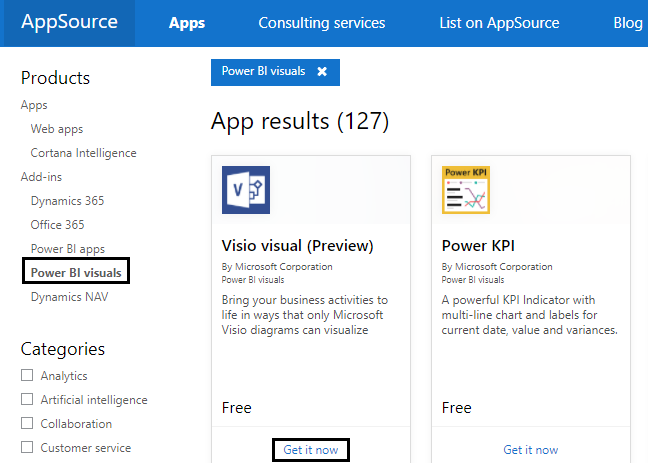 AppSource Apps Consulting services List on AppSource Blog
Products
Apps
Web apps
Cortana Intelligence
Add-ins
Dynamics 365
Office 365
Power BI apps
Power BI visuals
Dynamics NAV
Categories
Analytics
Artificial intelligence
Collaboration
Customer service
Power BI visuals ✖
App results (127)
V
Visio visual (Preview)
By Microsoft Corporation
Power BI visuals
Bring your business activities to
life in ways that only Microsoft
Visio diagrams can visualize
Free
Get it now
Power KPI
Power KPI
By Microsoft Corporation
Power BI visuals
A powerful KPI Indicator with
multi-line chart and labels for
current date, value and variances.
Free
Get it now